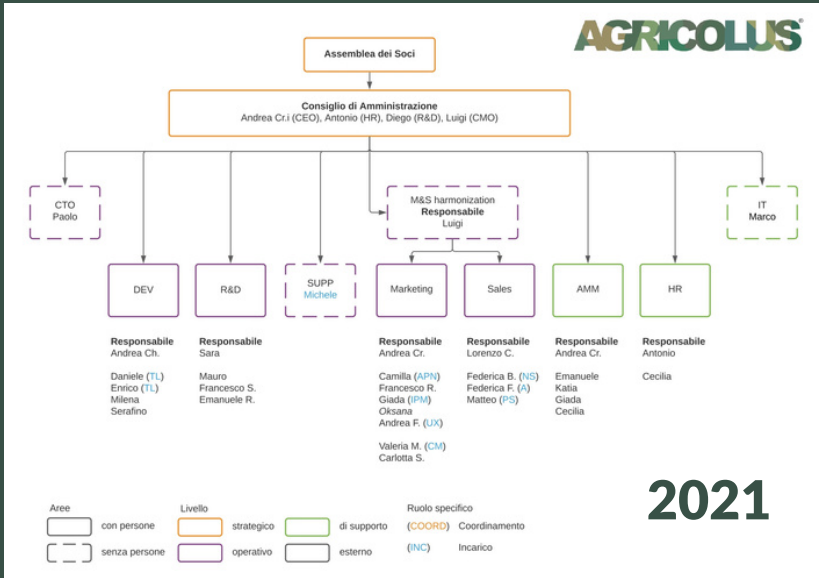 AGRICOLUS®
Assemblea dei Soci
Consiglio di Amministrazione
Andrea Cr.i (CEO), Antonio (HR), Diego (R&D), Luigi (CMO)
CTO
Paolo
M&S harmonization
Responsabile
Luigi
IT
Marco
DEV
R&D
SUPP
Michele
Marketing
Sales
AMM
HR
Responsabile
Andrea Ch.
Daniele (TL)
Enrico (TL)
Milena
Serafino
Responsabile
Sara
Mauro
Francesco S.
Emanuele R.
Responsabile
Andrea Cr.
Camilla (APN)
Francesco R.
Giada (IPM)
Oksana
Andrea F. (UX)
Valeria M. (CM)
Carlotta S.
Responsabile
Lorenzo C.
Federica B. (NS)
Federica F. (A)
Matteo (PS)
Responsabile
Andrea Cr.
Emanuele
Katia
Giada
Cecilia
Responsabile
Antonio
Cecilia
2021
Aree
con persone
senza persone
Livello
strategico
operativo
di supporto
esterno
Ruolo specifico
(COORD) Coordinamento
(INC) Incarico